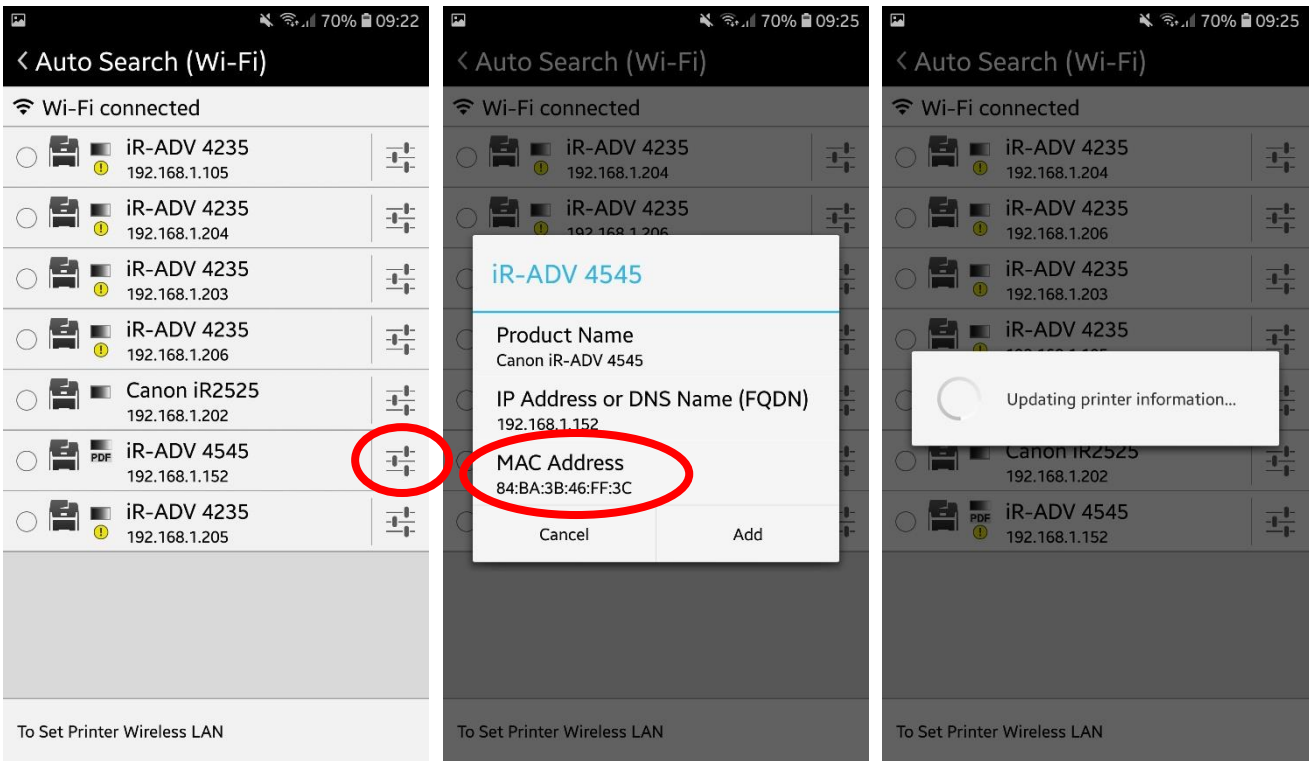 70% 09:22
Auto Search (Wi-Fi)
Wi-Fi connected
iR-ADV 4235
192.168.1.105
iR-ADV 4235
192.168.1.204
iR-ADV 4235
192.168.1.203
iR-ADV 4235
192.168.1.206
Canon iR2525
192.168.1.202
PDF
iR-ADV 4545
192.168.1.152
iR-ADV 4235
192.168.1.205
To Set Printer Wireless LAN
70% 09:25
Auto Search (Wi-Fi)
Wi-Fi connected
iR-ADV 4235
192.168.1.204
iR-ADV 4235
192.168.1.206
iR-ADV 4545
Product Name
Canon iR-ADV 4545
IP Address or DNS Name (FQDN)
192.168.1.152
MAC Address
84:BA:3B:46:FF:3C
Cancel Add
To Set Printer Wireless LAN
70% 09:25
Auto Search (Wi-Fi)
Wi-Fi connected
iR-ADV 4235
192.168.1.204
iR-ADV 4235
192.168.1.206
iR-ADV 4235
192.168.1.203
iR-ADV 4235
Updating printer information...
Canon iR2525
192.168.1.202
PDF
iR-ADV 4545
192.168.1.152
To Set Printer Wireless LAN